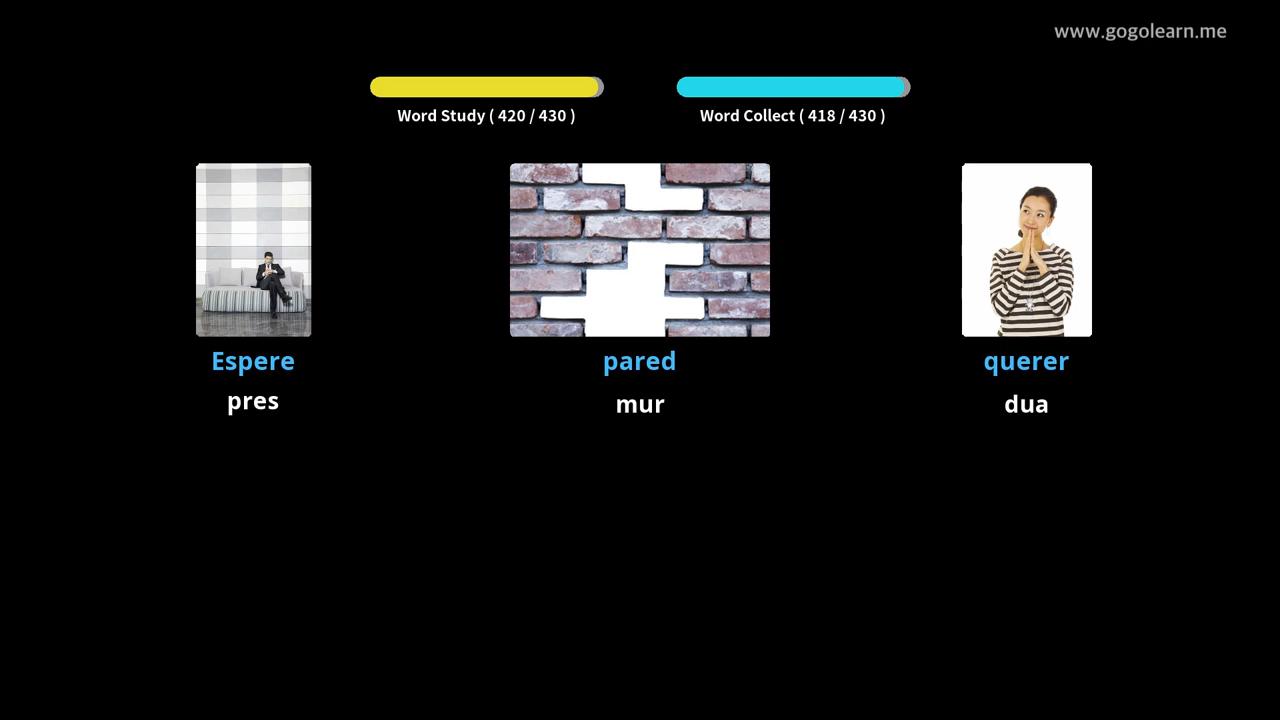 www.gogolearn.me
Word Study ( 420 / 430 )
Word Collect ( 418 / 430 )
Espere
pared
querer
pres
mur
dua